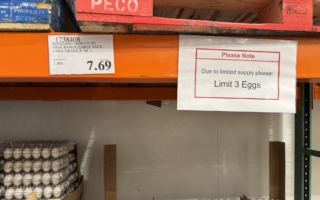 PECO
1738408
7.69
Please Note
Due to limited supply please:
Limit 3 Eggs